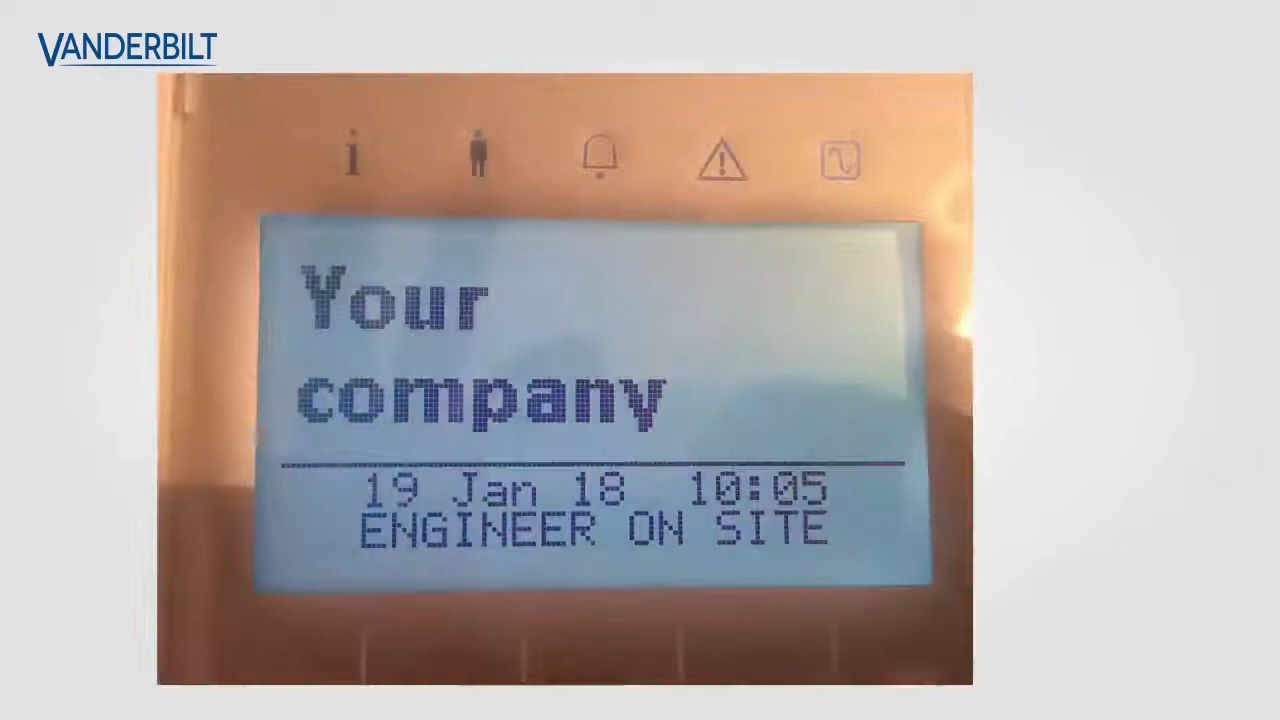 VANDERBILT
Your
company
19 Jan 18 10:05
ENGINEER ON SITE